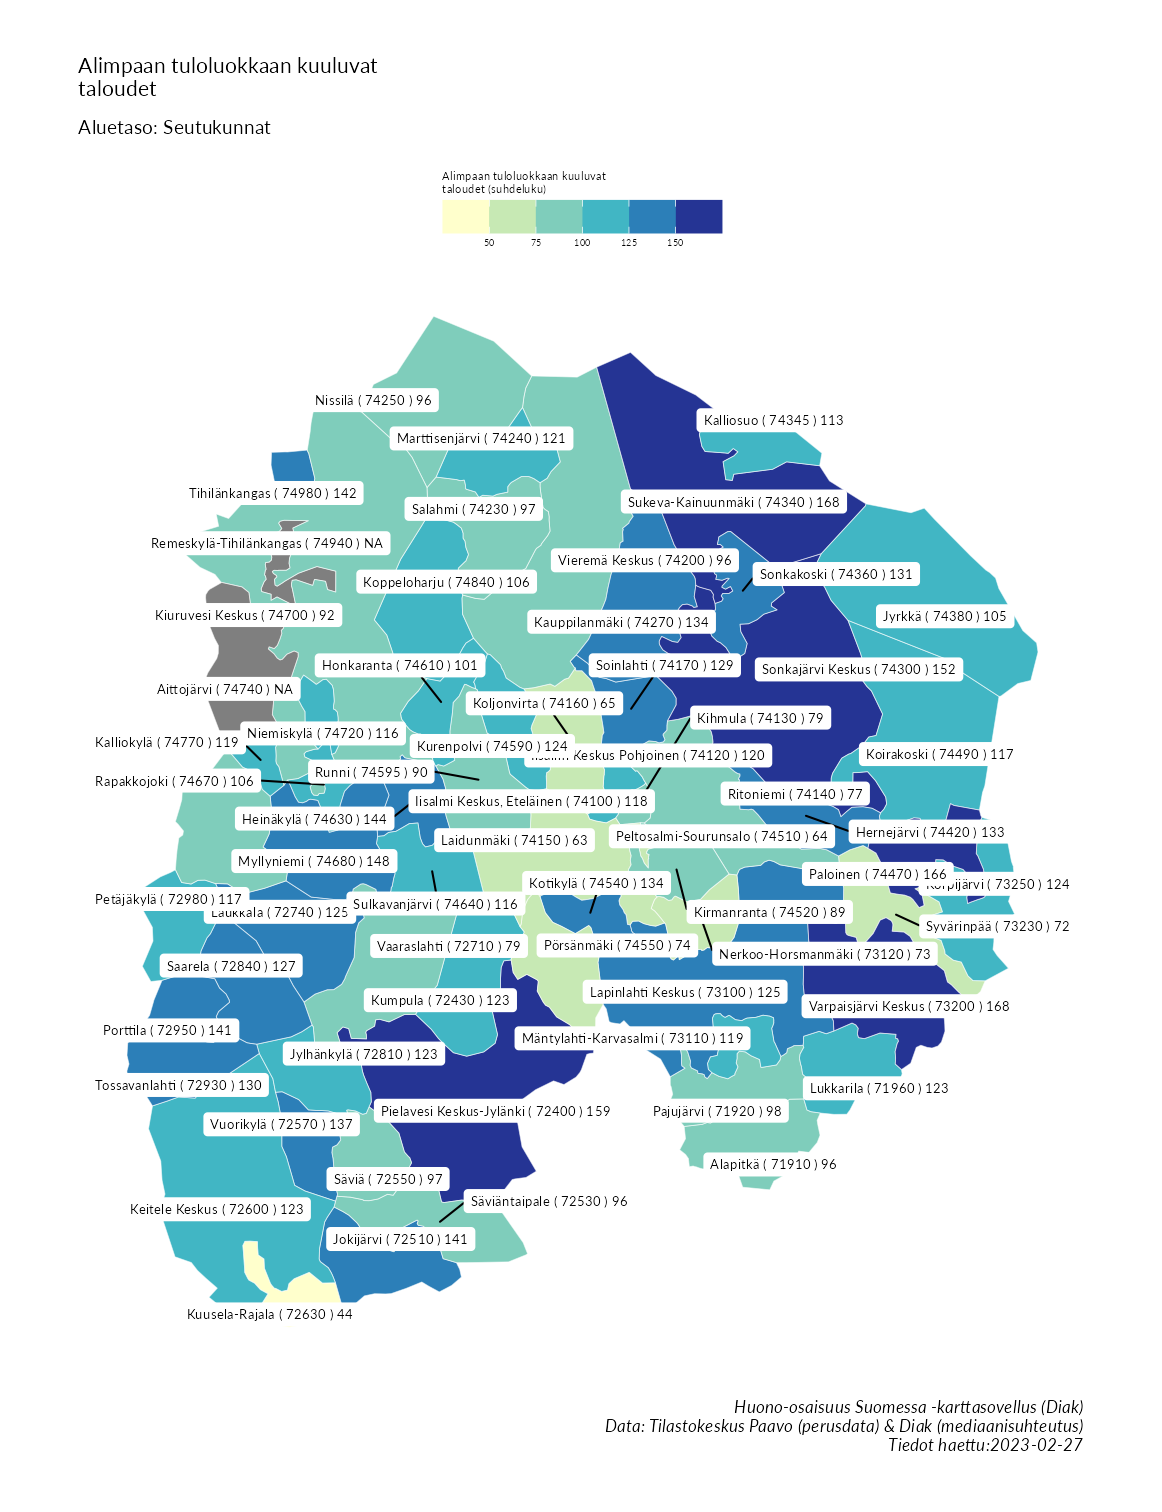 Alimpaan tuloluokkaan kuuluvat
taloudet
Aluetaso: Seutukunnat
Alimpaan tuloluokkaan kuuluvat
taloudet (suhdeluku)
50 75 100 125 150
Nissilä ( 74250 ) 96
Kalliosuo ( 74345 ) 113
Marttisenjärvi ( 74240 ) 121
Tihilänkangas ( 74980 ) 142
Sukeva-Kainuunmäki ( 74340 ) 168
Salahmi ( 74230 ) 97
Remeskylä-Tihilänkangas ( 74940 ) NA
Vieremä Keskus ( 74200 ) 96
Sonkakoski ( 74360 ) 131
Koppeloharju ( 74840 ) 106
Kiuruvesi Keskus ( 74700 ) 92
Jyrkkä ( 74380 ) 105
Kauppilanmäki ( 74270 ) 134
Honkaranta ( 74610 ) 101
Soinlahti ( 74170 ) 129
Sonkajärvi Keskus ( 74300 ) 152
Aittojärvi ( 74740 ) NA
Koljonvirta ( 74160 ) 65
Kihmula ( 74130 ) 79
Niemiskylä ( 74720 ) 116
Kalliokylä ( 74770 ) 119
Kurenpolvi ( 74590 ) 124
Keskus Pohjoinen ( 74120 ) 120
Koirakoski ( 74490 ) 117
Runni ( 74595 ) 90
Rapakkojoki ( 74670 ) 106
Ritoniemi ( 74140 ) 77
Iisalmi Keskus, Eteläinen ( 74100 ) 118
Heinäkylä ( 74630 ) 144
Hernejärvi ( 74420 ) 133
Laidunmäki ( 74150 ) 63
Peltosalmi-Sourunsalo ( 74510 ) 64
Myllyniemi ( 74680 ) 148
Paloinen ( 74470 ) 166
Kotikylä ( 74540 ) 134
( 73250 ) 124
Petäjäkylä ( 72980 ) 117
Sulkavanjärvi ( 74640 ) 116
( 72740 ) 125
Kirmanranta ( 74520 ) 89
Syvärinpää ( 73230 ) 72
Vaaraslahti ( 72710 ) 79
Pörsänmäki ( 74550 ) 74
Nerkoo-Horsmanmäki ( 73120 ) 73
Saarela ( 72840 ) 127
Lapinlahti Keskus ( 73100 ) 125
Kumpula ( 72430 ) 123
Varpaisjärvi Keskus ( 73200 ) 168
Porttila ( 72950 ) 141
Mäntylahti-Karvasalmi ( 73110 ) 119
Jylhänkylä ( 72810 ) 123
Tossavanlahti ( 72930 ) 130
Lukkarila ( 71960 ) 123
Pielavesi Keskus-Jylänki ( 72400 ) 159
Pajujärvi ( 71920 ) 98
Vuorikylä ( 72570 ) 137
Alapitkä ( 71910 ) 96
Säviä ( 72550 ) 97
Säviäntaipale ( 72530 ) 96
Keitele Keskus ( 72600 ) 123
Jokijärvi ( 72510 ) 141
Kuusela-Rajala ( 72630 ) 44
Huono-osaisuus Suomessa -karttasovellus (Diak)
Data: Tilastokeskus Paavo (perusdata) & Diak (mediaanisuhteutus)
Tiedot haettu:2023-02-27